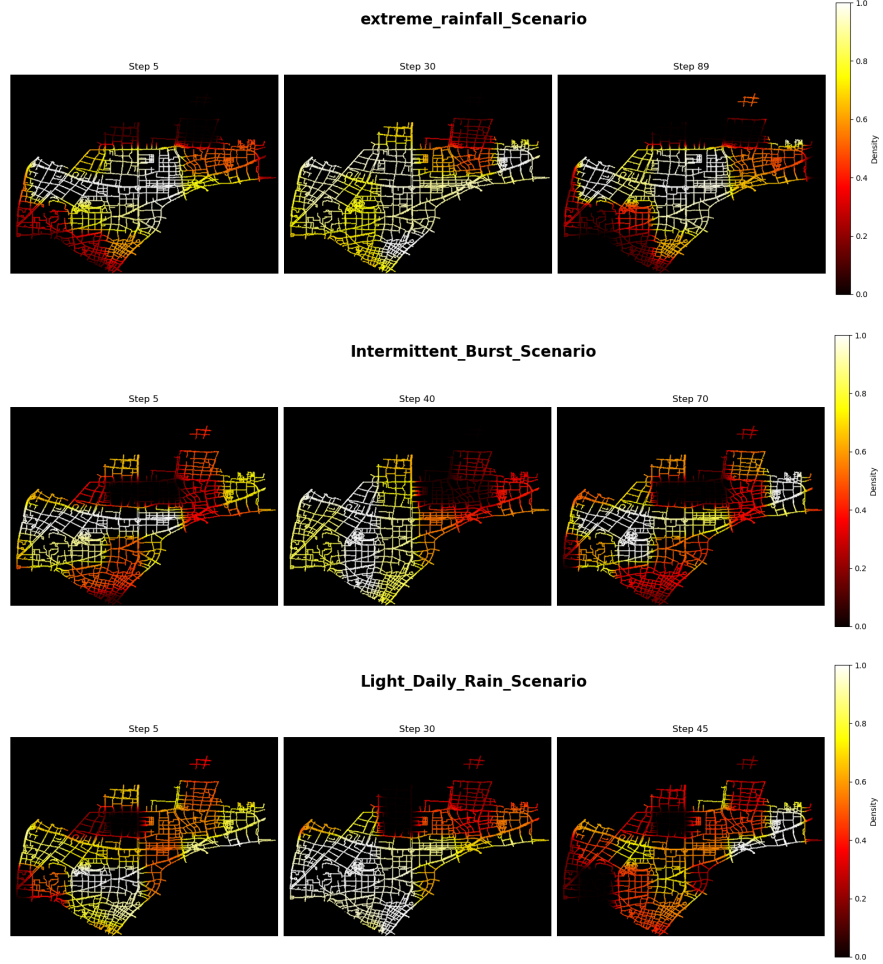 extreme_rainfall_Scenario
Step 5
Step 30
Step 89
1.0
0.8
0.6
0.4
0.2
0.0
Density
Intermittent_Burst_Scenario
Step 5
Step 40
Step 70
1.0
0.8
0.6
0.4
0.2
0.0
Density
Light_Daily_Rain_Scenario
Step 5
Step 30
Step 45
1.0
0.8
0.6
0.4
0.2
0.0
Density